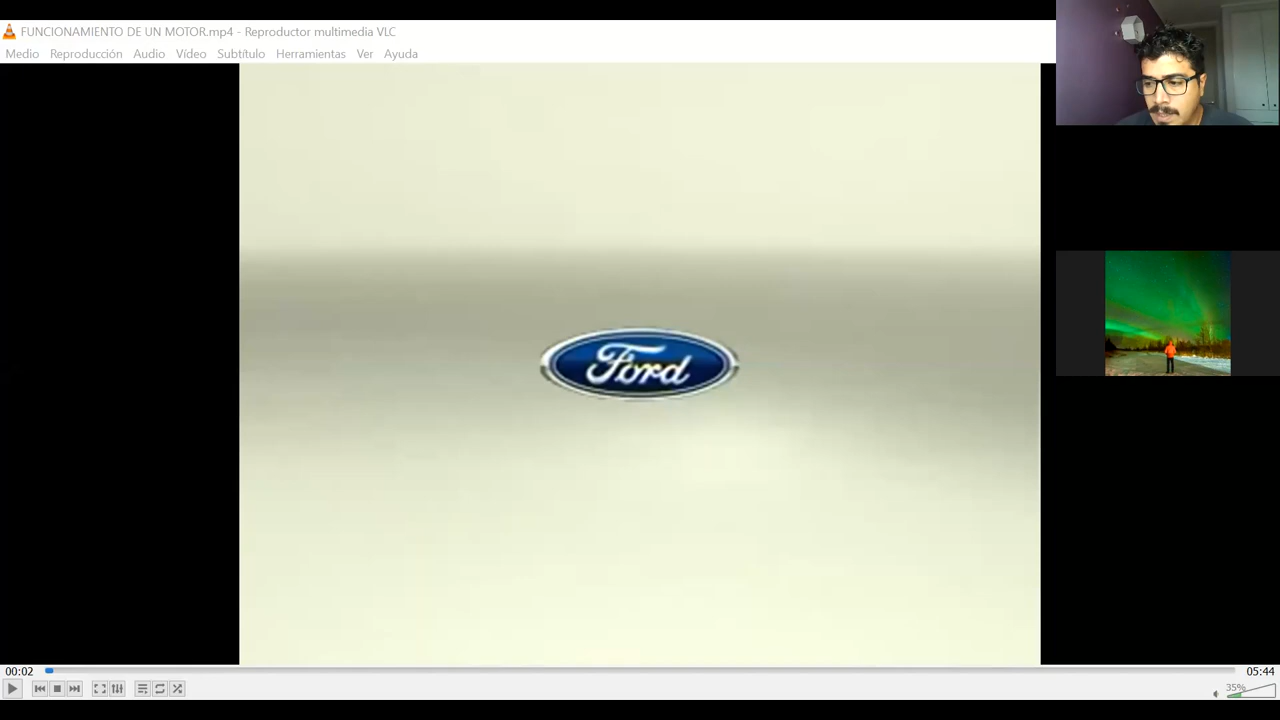 FUNCIONAMIENTO DE UN MOTOR.mp4 - Reproductor multimedia VLC
Medio Reproducción Audio Vídeo Subtítulo Herramientas Ver Ayuda
Ford
00:02 05:44
35%